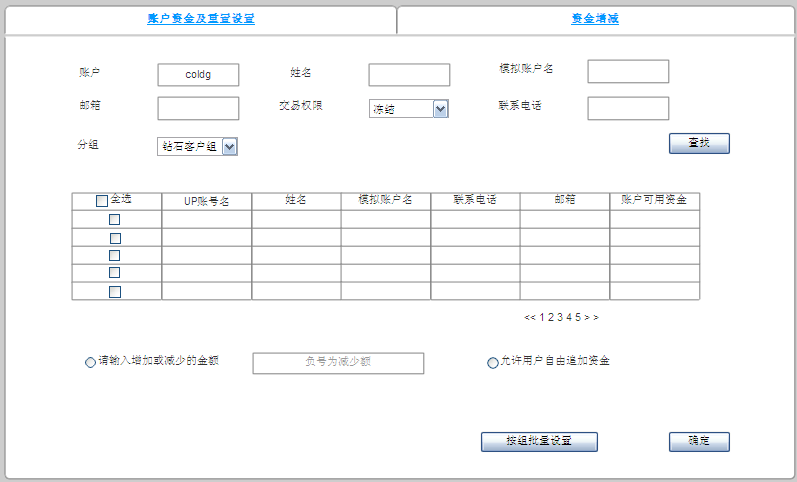 账户资金及重置设置 资金增减
账户 coldg 姓名 模拟账户名
邮箱 交易权限 冻结 联系电话
分组 钻石客户组 查找
全选 UP账号名 姓名 模拟账户名 联系电话 邮箱 账户可用资金
<< 1 2 3 4 5 > >
请输入增加或减少的金额 负号为减少额 允许用户自由追加资金
按组批量设置 确定